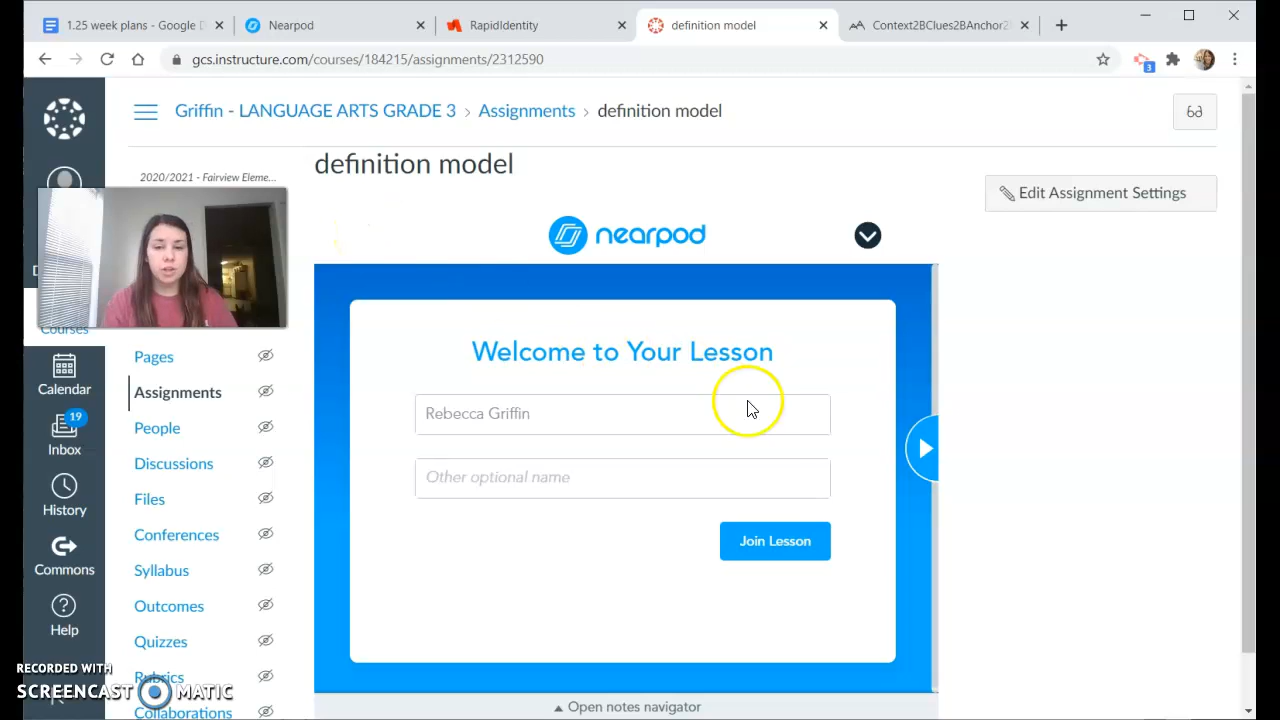 1.25 week plans - Google D
Nearpod
RapidIdentity
definition model
Context2BClues2BAnchor2
gcs.instructure.com/courses/184215/assignments/2312590
3
Griffin - LANGUAGE ARTS GRADE 3 › Assignments › definition model
2020/2021 - Fairview Eleme...
definition model
Edit Assignment Settings
nearpod
Welcome to Your Lesson
Rebecca Griffin
Other optional name
Join Lesson
Open notes navigator
D
Courses
Calendar
19
Inbox
History
Commons
Help
Pages
Assignments
People
Discussions
Files
Conferences
Syllabus
Outcomes
Quizzes
Rubrics
Collaborations
RECORDED WITH
SCREENCAST MATIC